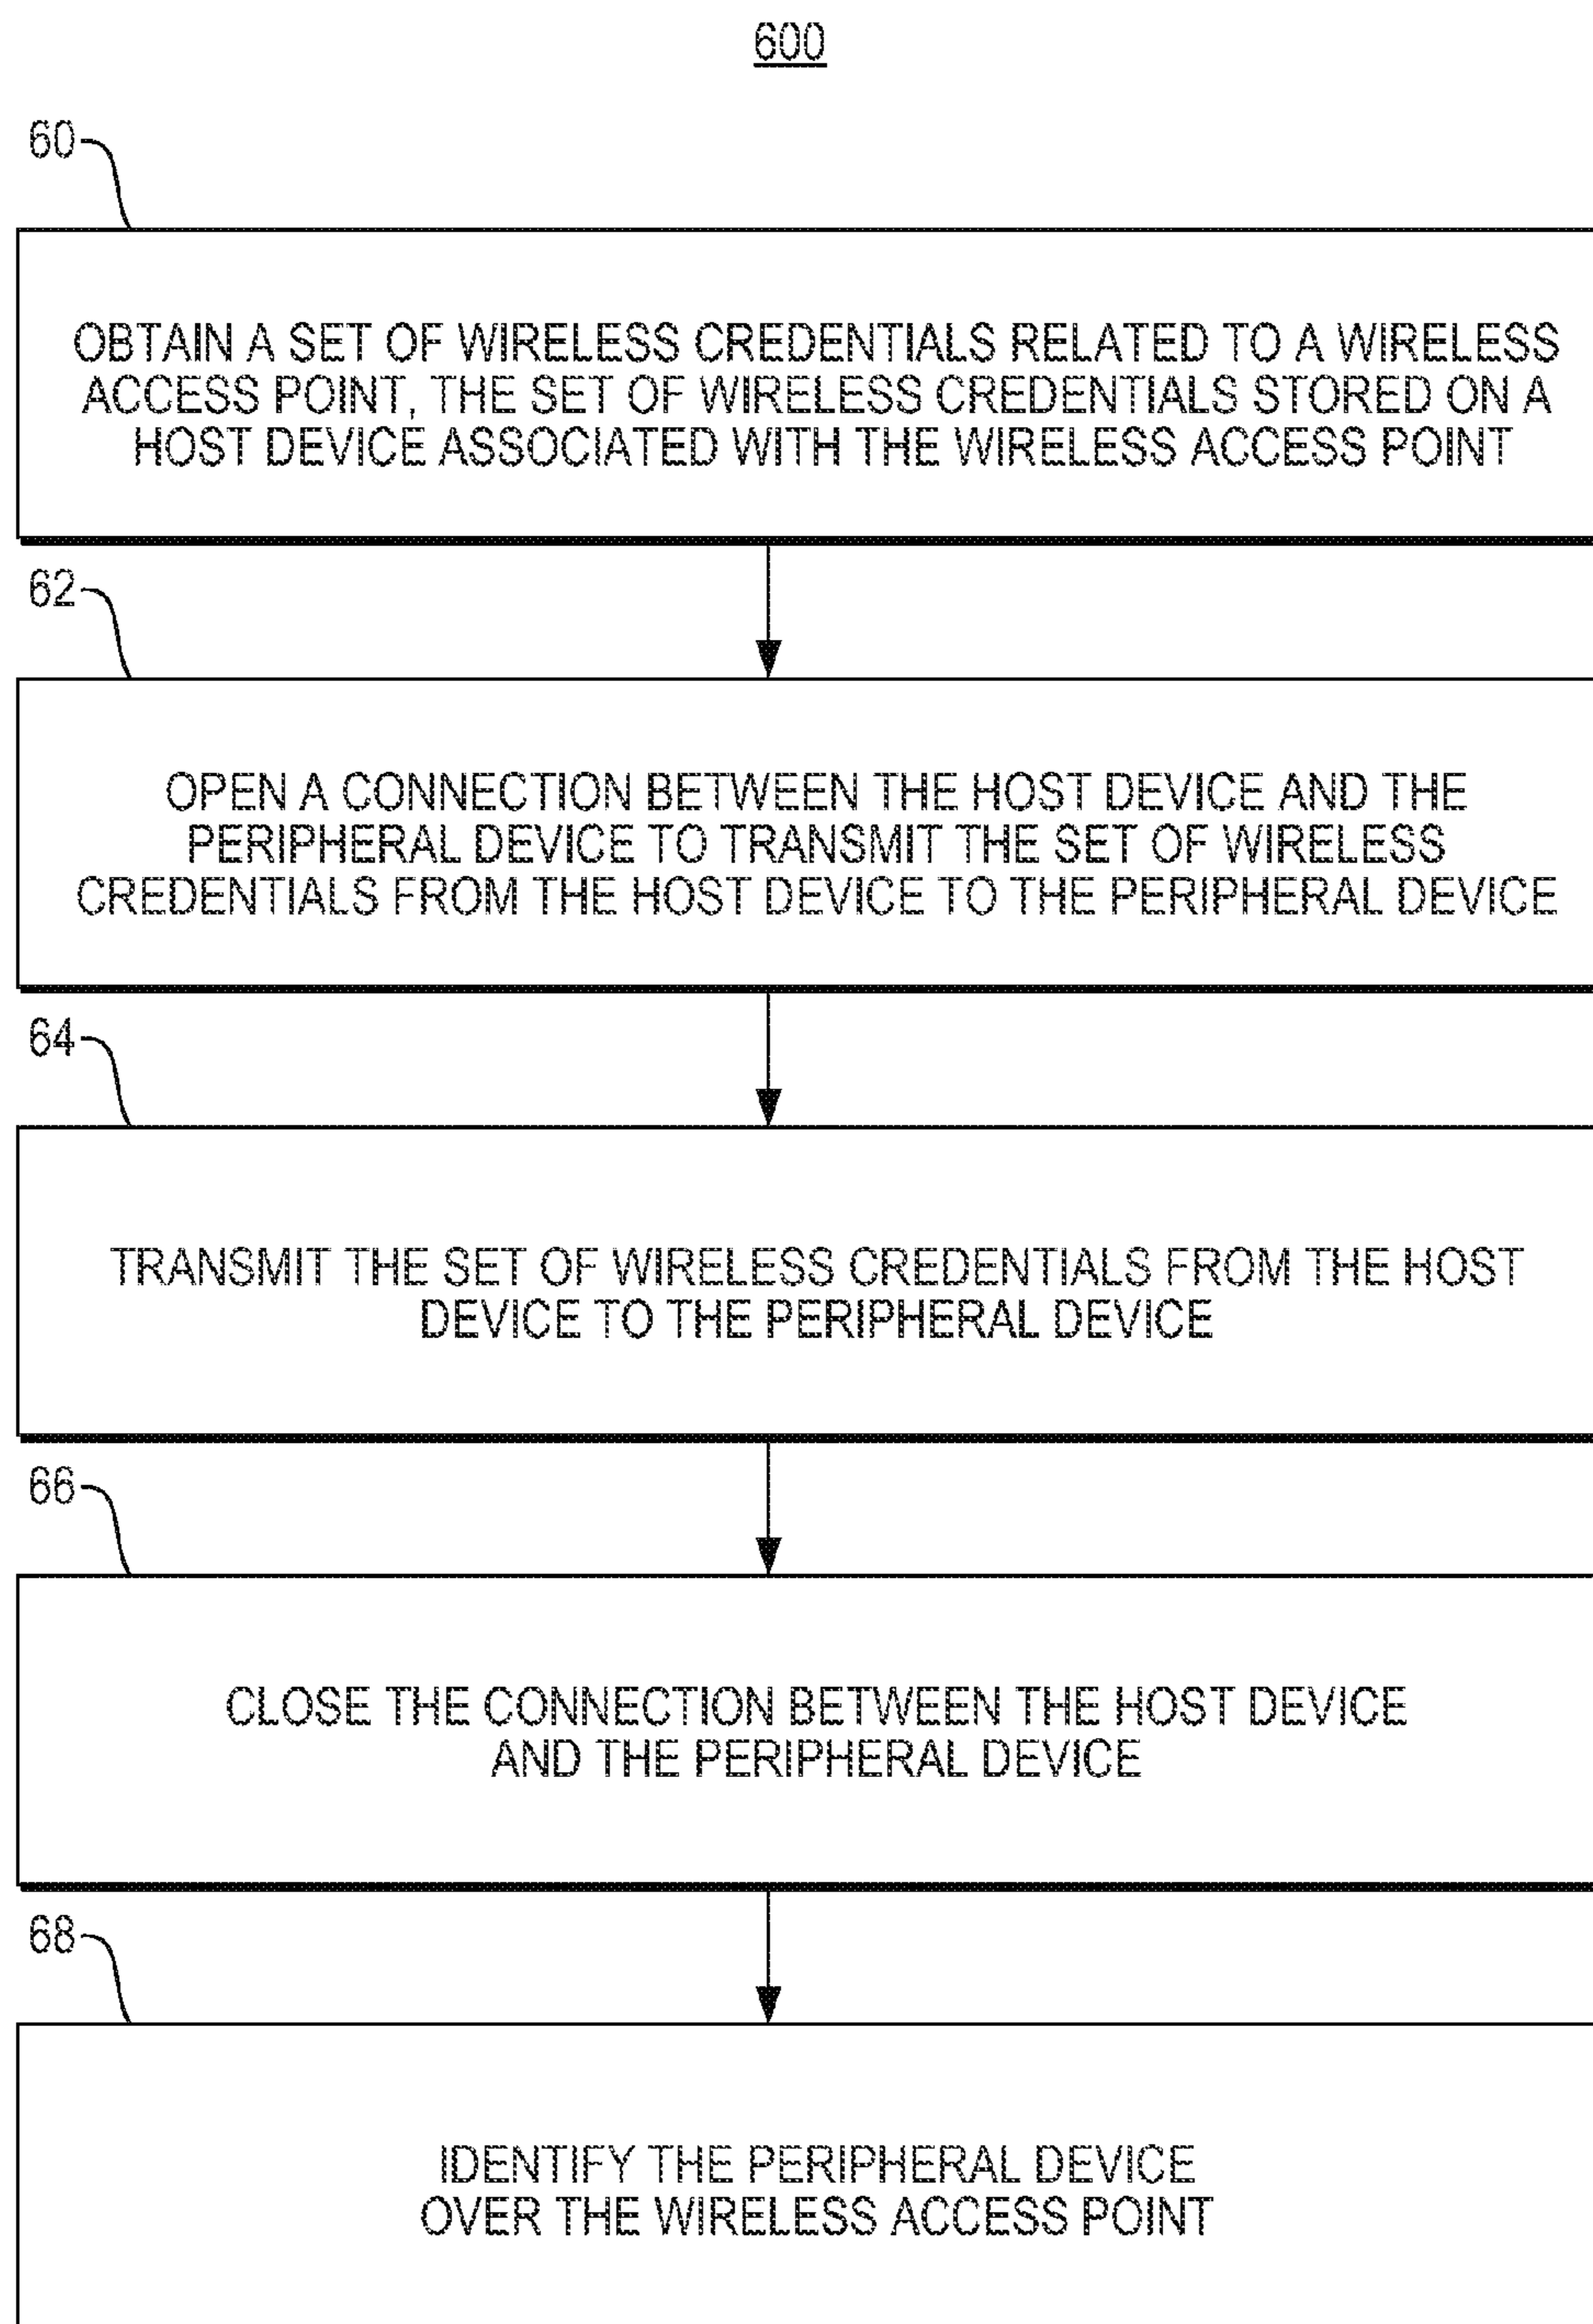 600
60
OBTAIN A SET OF WIRELESS CREDENTIALS RELATED TO A WIRELESS
ACCESS POINT, THE SET OF WIRELESS CREDENTIALS STORED ON A
HOST DEVICE ASSOCIATED WITH THE WIRELESS ACCESS POINT
62
OPEN A CONNECTION BETWEEN THE HOST DEVICE AND THE
PERIPHERAL DEVICE TO TRANSMIT THE SET OF WIRELESS
CREDENTIALS FROM THE HOST DEVICE TO THE PERIPHERAL DEVICE
64
TRANSMIT THE SET OF WIRELESS CREDENTIALS FROM THE HOST
DEVICE TO THE PERIPHERAL DEVICE
66
CLOSE THE CONNECTION BETWEEN THE HOST DEVICE
AND THE PERIPHERAL DEVICE
68
IDENTIFY THE PERIPHERAL DEVICE
OVER THE WIRELESS ACCESS POINT